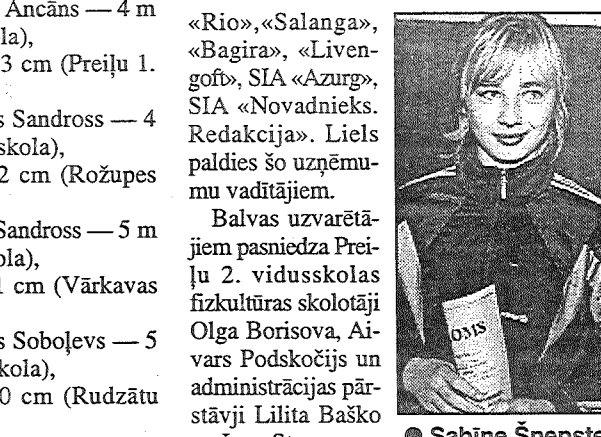 Ancāns — 4 m
la),
3 cm (Preiļu 1.
s Sandross — 4
skola),
2 cm (Rožupes
Sandross — 5 m
ola),
1 cm (Vārkavas
s Soboļevs — 5
kola),
0 cm (Rudzātu
«Rio»,«Salanga»,
«Bagira», «Liven-
goft», SIA «Azurg»,
SIA «Novadnieks.
Redakcija». Liels
paldies šo uzņēmu-
mu vadītājiem.
Balvas uzvarētā-
jiem pasniedza Prei-
ļu 2. vidusskolas
fizkultūras skolotāji
Olga Borisova, Ai-
vars Podskočijs un
administrācijas pār-
stāvji Lilita Baško
OMS
Sabīne Šnepste